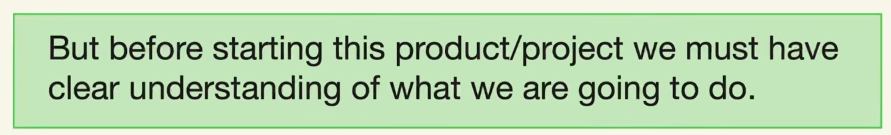 But before starting this product/project we must have
clear understanding of what we are going to do.